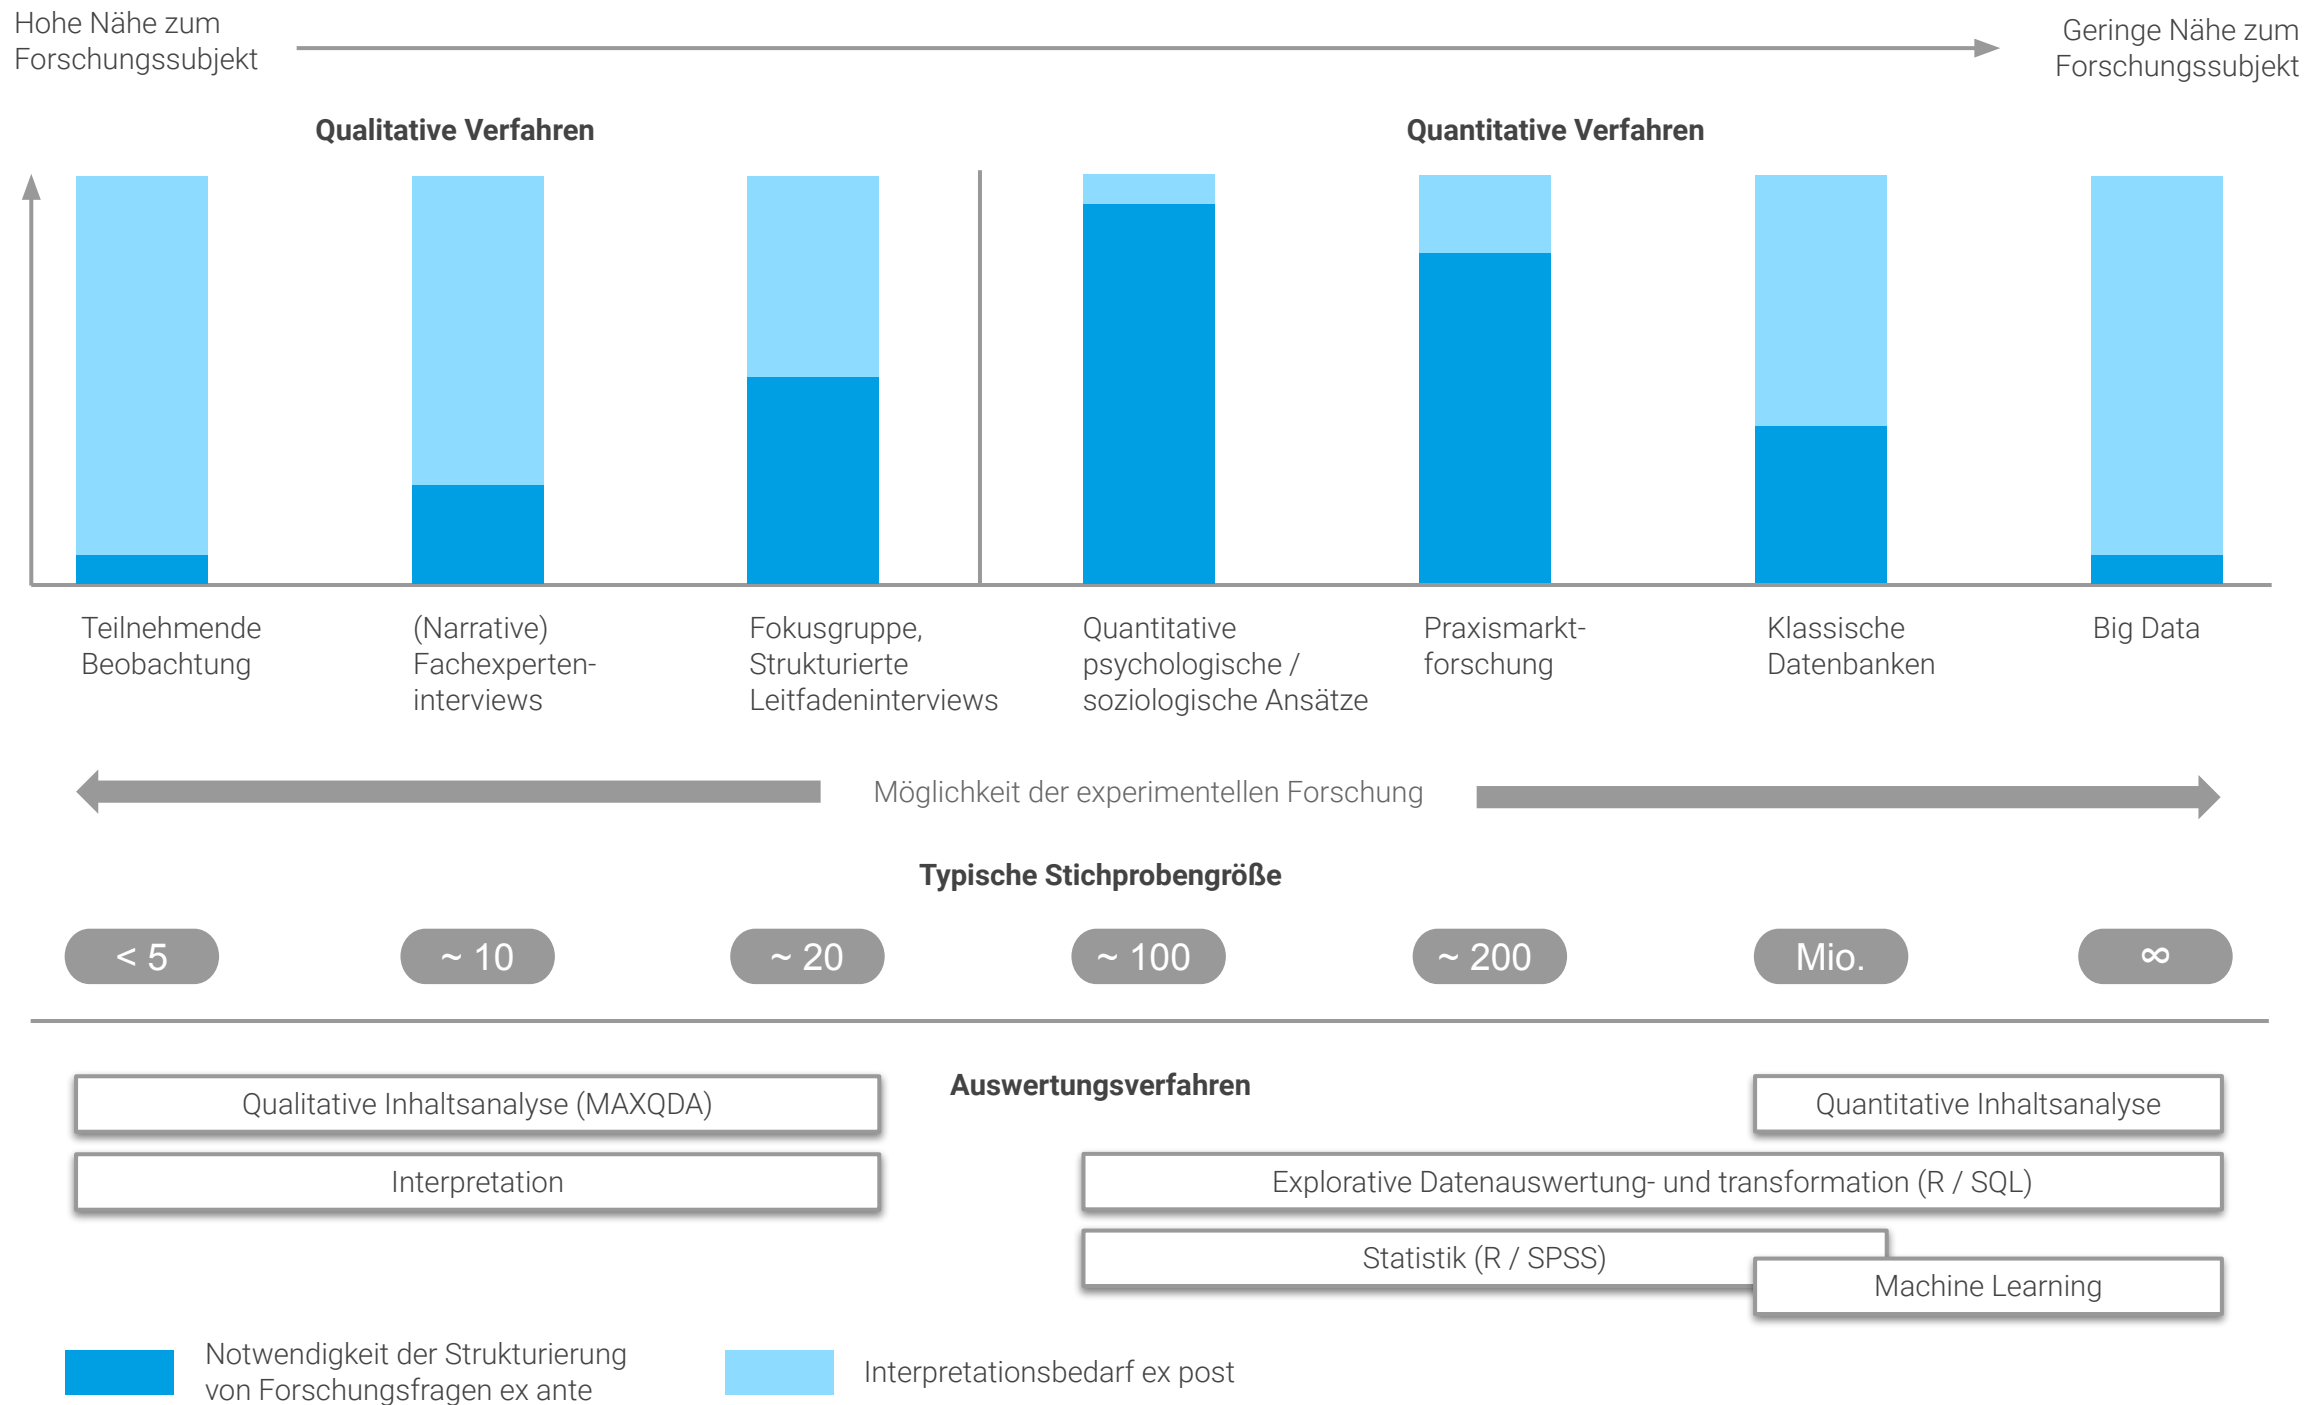 Hohe Nähe zum
Forschungssubjekt
Geringe Nähe zum
Forschungssubjekt
Qualitative Verfahren
Quantitative Verfahren
Teilnehmende
Beobachtung
(Narrative)
Fachexperten-
interviews
Fokusgruppe,
Strukturierte
Leitfadeninterviews
Quantitative
psychologische /
soziologische Ansätze
Praxismarkt-
forschung
Klassische
Datenbanken
Big Data
Möglichkeit der experimentellen Forschung
Typische Stichprobengröße
< 5
~ 10
~ 20
~ 100
~ 200
Mio.
∞
Auswertungsverfahren
Qualitative Inhaltsanalyse (MAXQDA)
Quantitative Inhaltsanalyse
Interpretation
Explorative Datenauswertung- und transformation (R / SQL)
Statistik (R / SPSS)
Machine Learning
Notwendigkeit der Strukturierung
von Forschungsfragen ex ante
Interpretationsbedarf ex post